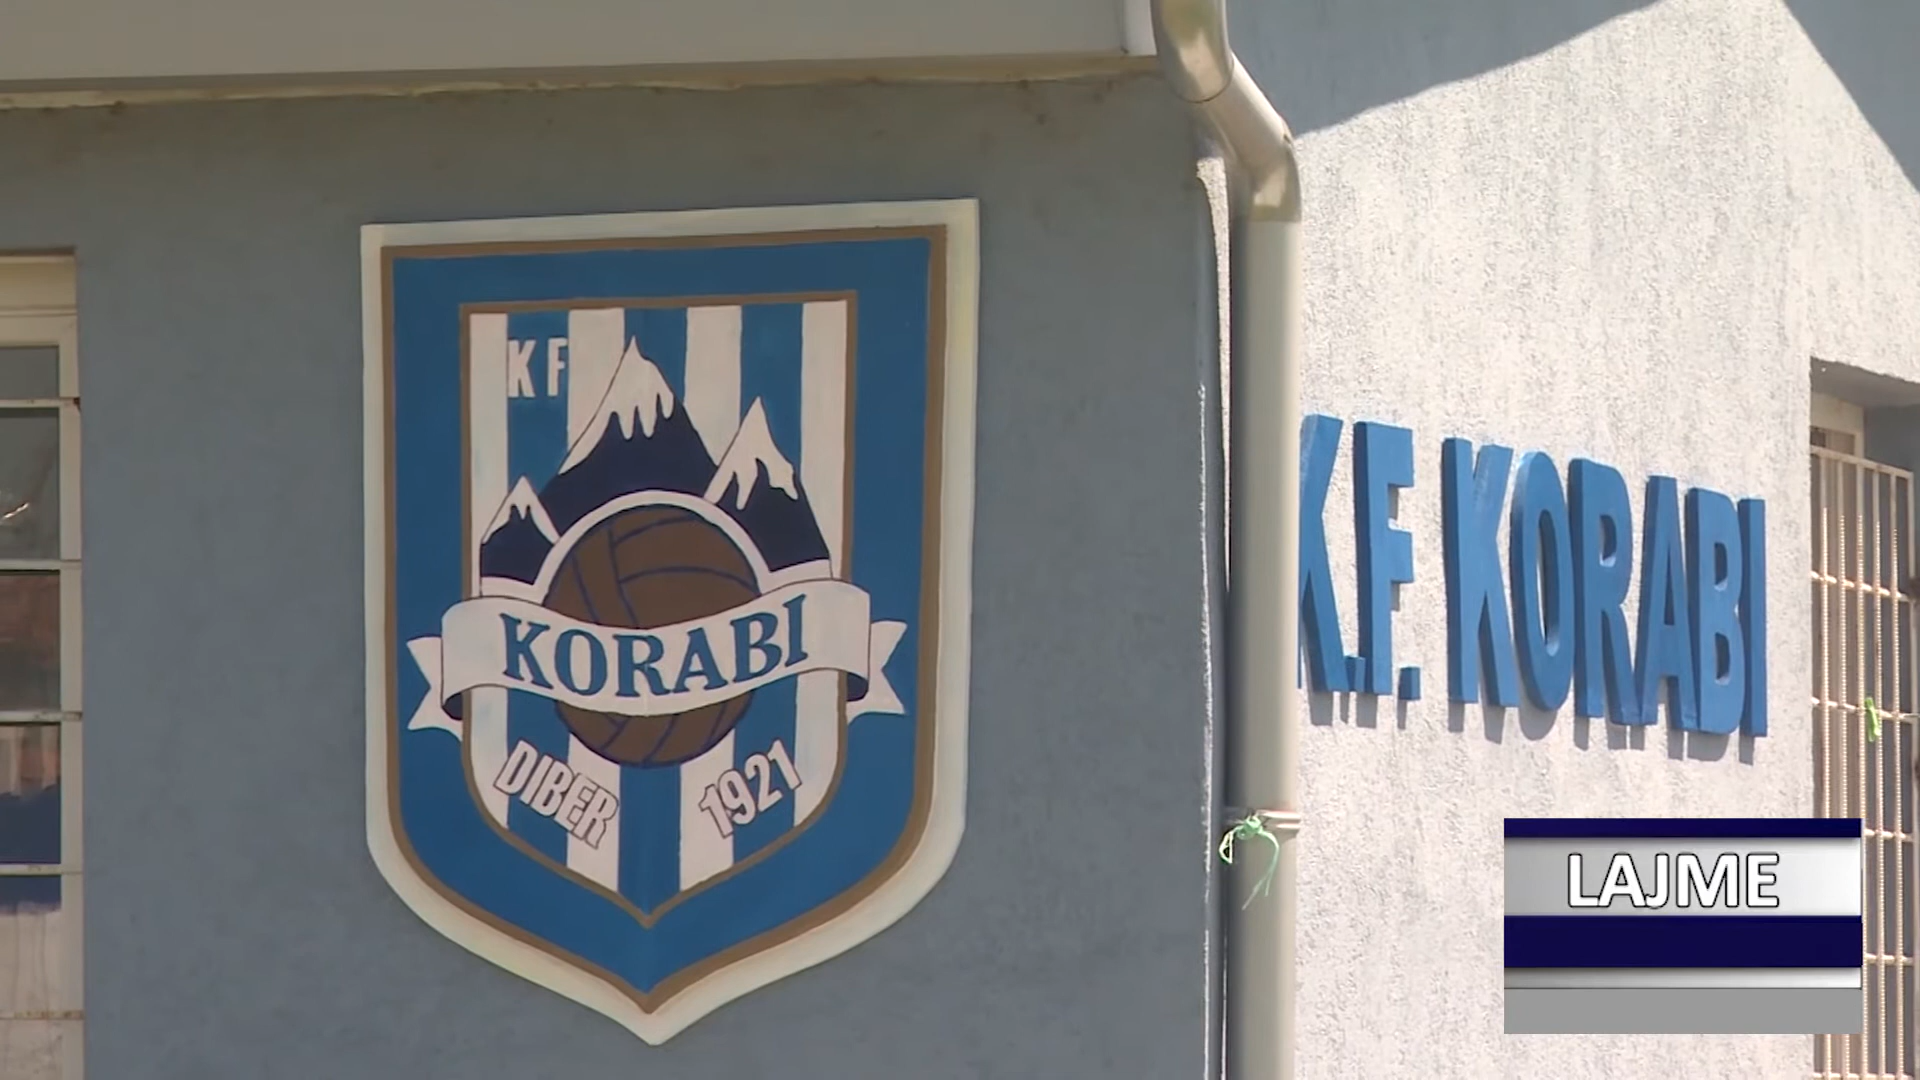 KF
KORABI
DIBER 1921
K.F. KORABI
LAJME